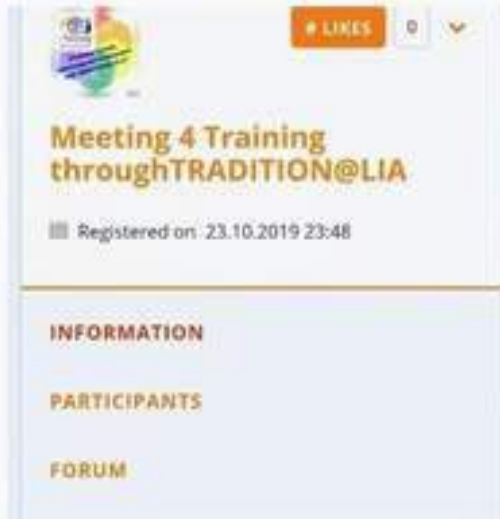 # LIKES 0
Meeting 4 Training
throughTRADITION@LIA
Registered on 23.10.2019 23:48
INFORMATION
PARTICIPANTS
FORUM